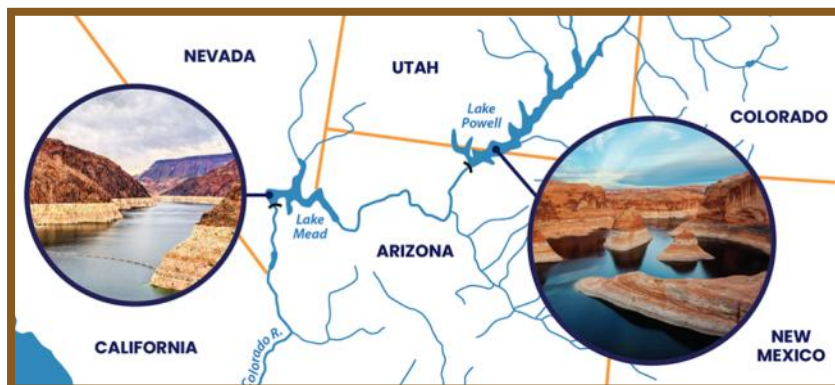 NEVADA
UTAH
Lake
Powell
COLORADO
Lake
Mead
ARIZONA
CALIFORNIA
Colorado R.
NEW
MEXICO